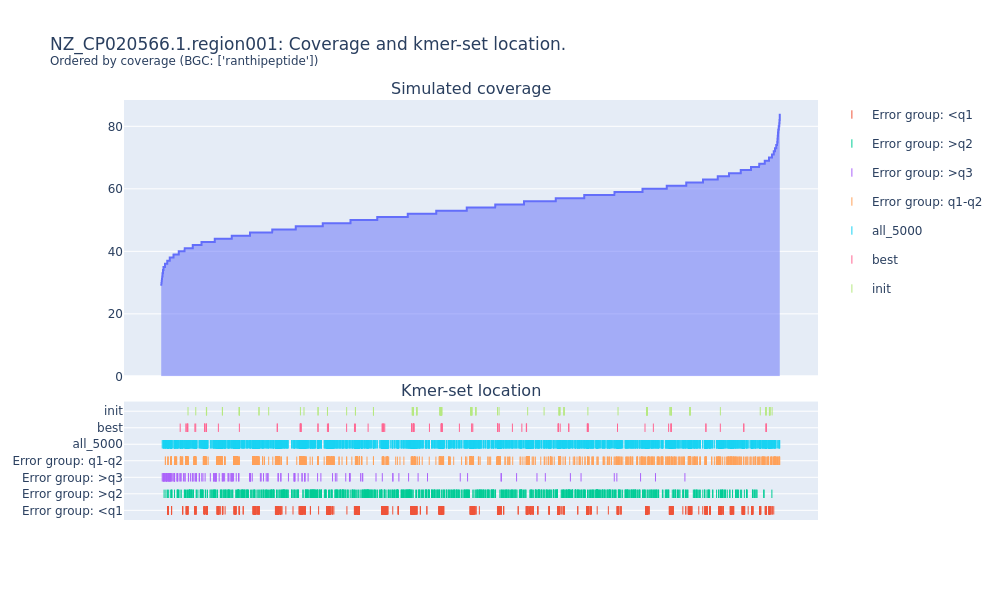 NZ_CP020566.1.region001: Coverage and kmer-set location.
Ordered by coverage (BGC: ['ranthipeptide'])
Simulated coverage
80
60
40
20
0
Error group: <q1
Error group: >q2
Error group: >q3
Error group: q1-q2
all_5000
best
init
Kmer-set location
init
best
all_5000
Error group: q1-q2
Error group: >q3
Error group: >q2
Error group: <q1